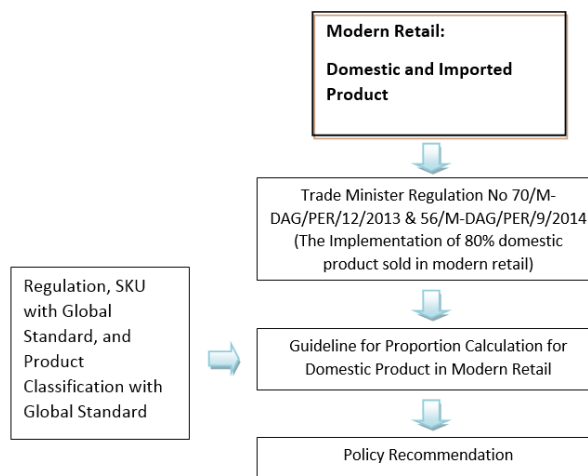 Modern Retail:
Domestic and Imported
Product
Trade Minister Regulation No 70/M-
DAG/PER/12/2013 & 56/M-DAG/PER/9/2014
(The Implementation of 80% domestic
product sold in modern retail)
Regulation, SKU
with Global
Standard, and
Product
Classification with
Global Standard
Guideline for Proportion Calculation for
Domestic Product in Modern Retail
Policy Recommendation